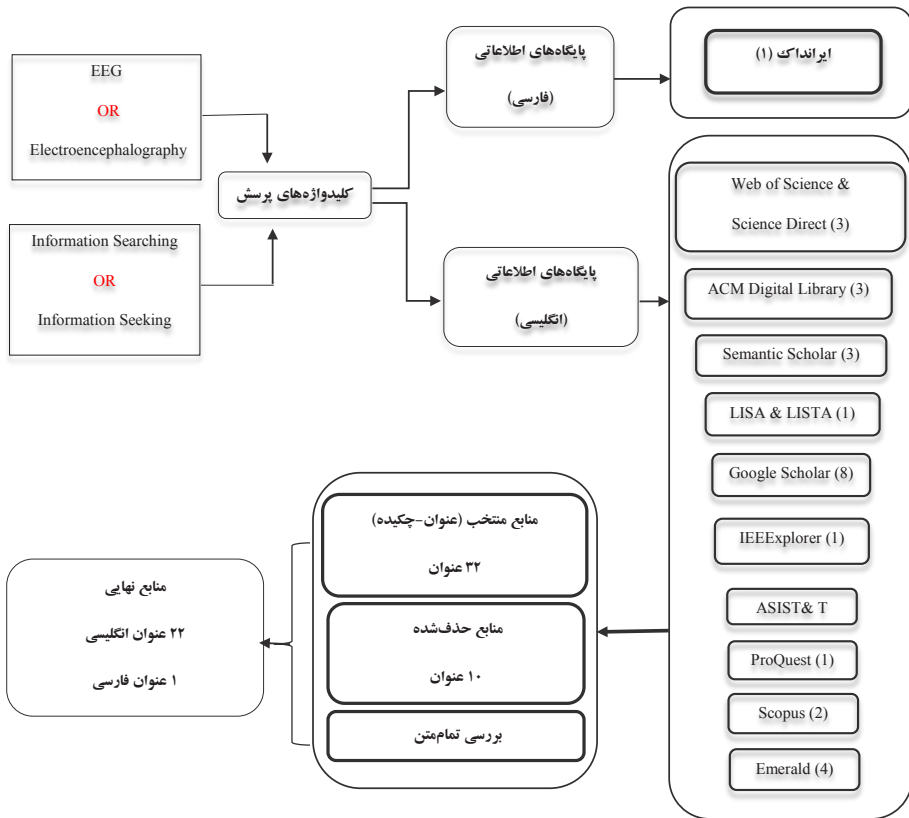 EEG
OR
Electroencephalography
Information Searching
OR
Information Seeking
کلیدواژه‌های پرسش
پایگاه‌های اطلاعاتی
(فارسی)
پایگاه‌های اطلاعاتی
(انگلیسی)
ایرانداک (۱)
Web of Science &
Science Direct (3)
ACM Digital Library (3)
Semantic Scholar (3)
LISA & LISTA (1)
Google Scholar (8)
IEEExplorer (1)
ASIST& T
ProQuest (1)
Scopus (2)
Emerald (4)
منابع منتخب (عنوان-چکیده)
۳۲ عنوان
منابع حذف‌شده
۱۰ عنوان
بررسی تمام‌متن
منابع نهایی
۲۲ عنوان انگلیسی
۱ عنوان فارسی